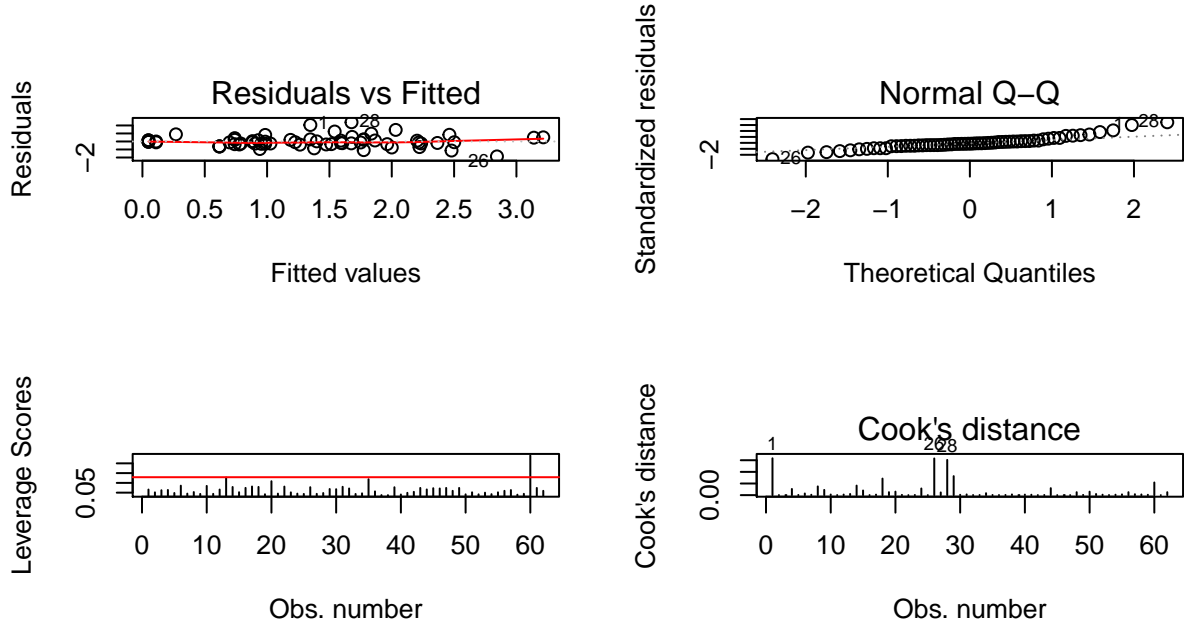 Residuals vs Fitted
Residuals
−2
1
28
26
0.0 0.5 1.0 1.5 2.0 2.5 3.0
Fitted values
Normal Q−Q
Standardized residuals
−2
26
1
28
−2 −1 0 1 2
Theoretical Quantiles
Leverage Scores
0.05
0 10 20 30 40 50 60
Obs. number
Cook's distance
Cook's distance
0.00
1
26
28
0 10 20 30 40 50 60
Obs. number